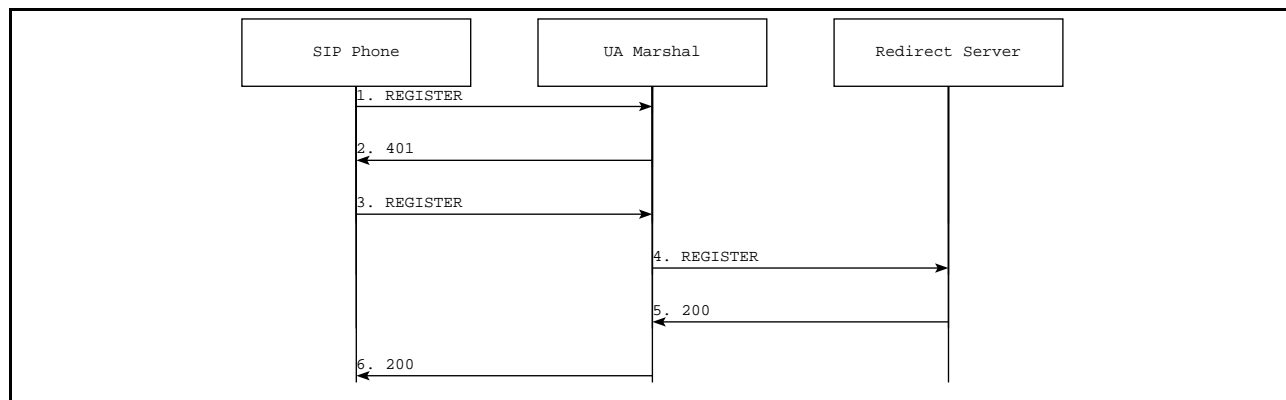 SIP Phone
UA Marshal
Redirect Server
1. REGISTER
2. 401
3. REGISTER
4. REGISTER
5. 200
6. 200